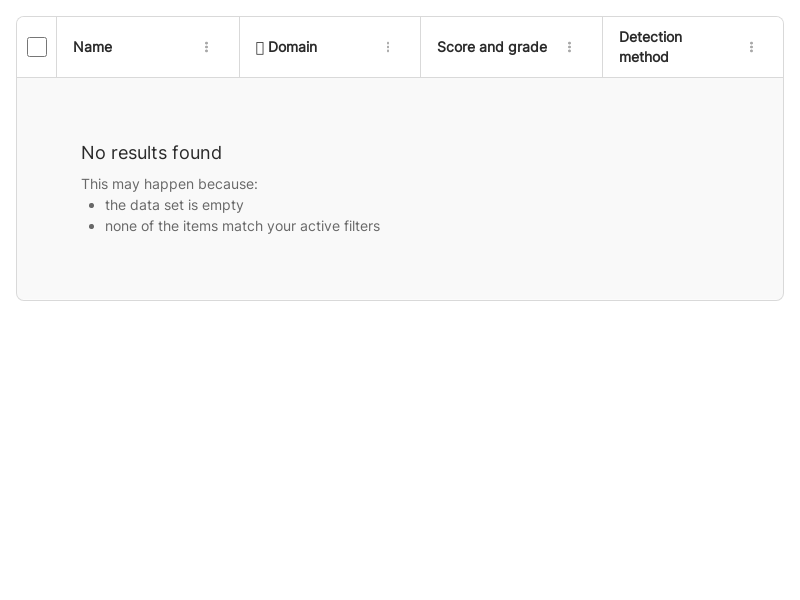 Name
Domain
Score and grade
Detection
method
No results found
This may happen because:
the data set is empty
none of the items match your active filters